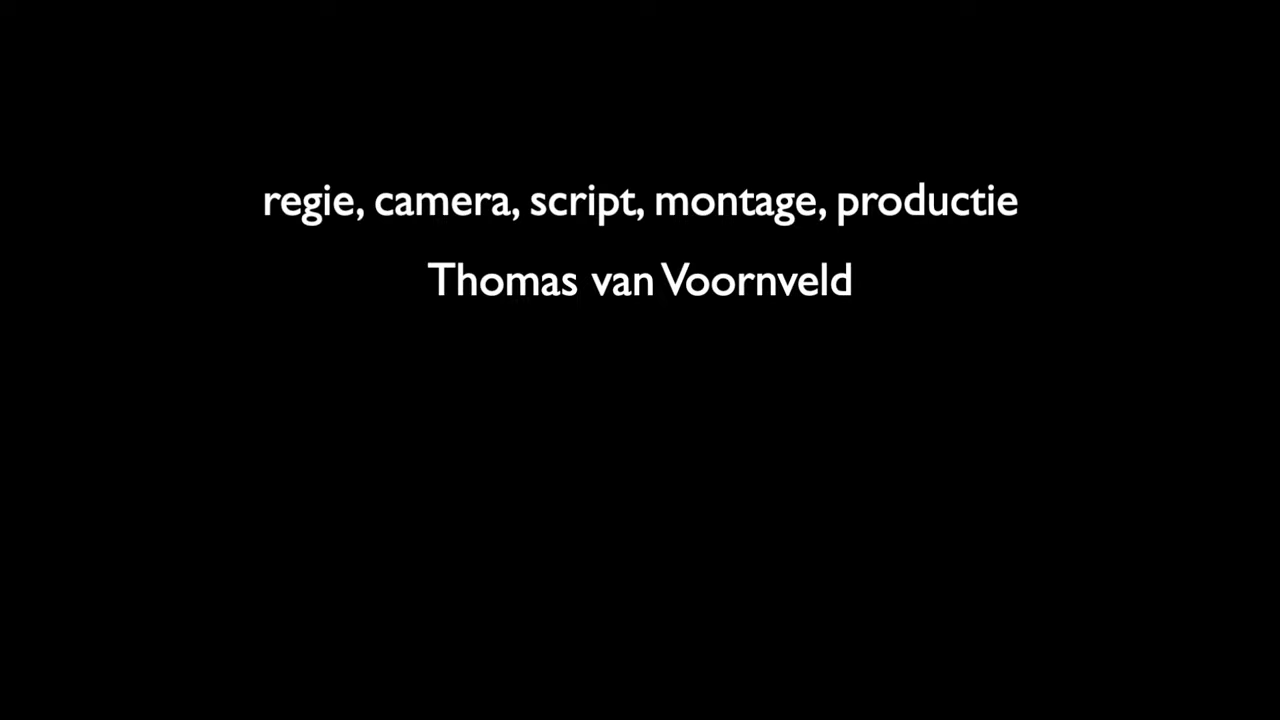 regie, camera, script, montage, productie
Thomas van Voornveld